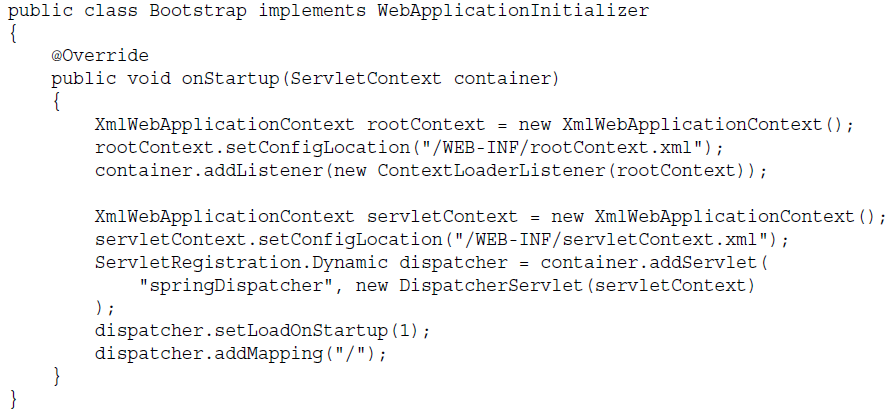 public class Bootstrap implements WebApplicationInitializer
{
    @Override
    public void onStartup(ServletContext container)
    {
        XmlWebApplicationContext rootContext = new XmlWebApplicationContext();
        rootContext.setConfigLocation("/WEB-INF/rootContext.xml");
        container.addListener(new ContextLoaderListener(rootContext));

        XmlWebApplicationContext servletContext = new XmlWebApplicationContext();
        servletContext.setConfigLocation("/WEB-INF/servletContext.xml");
        ServletRegistration.Dynamic dispatcher = container.addServlet(
            "springDispatcher", new DispatcherServlet(servletContext)
        );
        dispatcher.setLoadOnStartup(1);
        dispatcher.addMapping("/");
    }
}